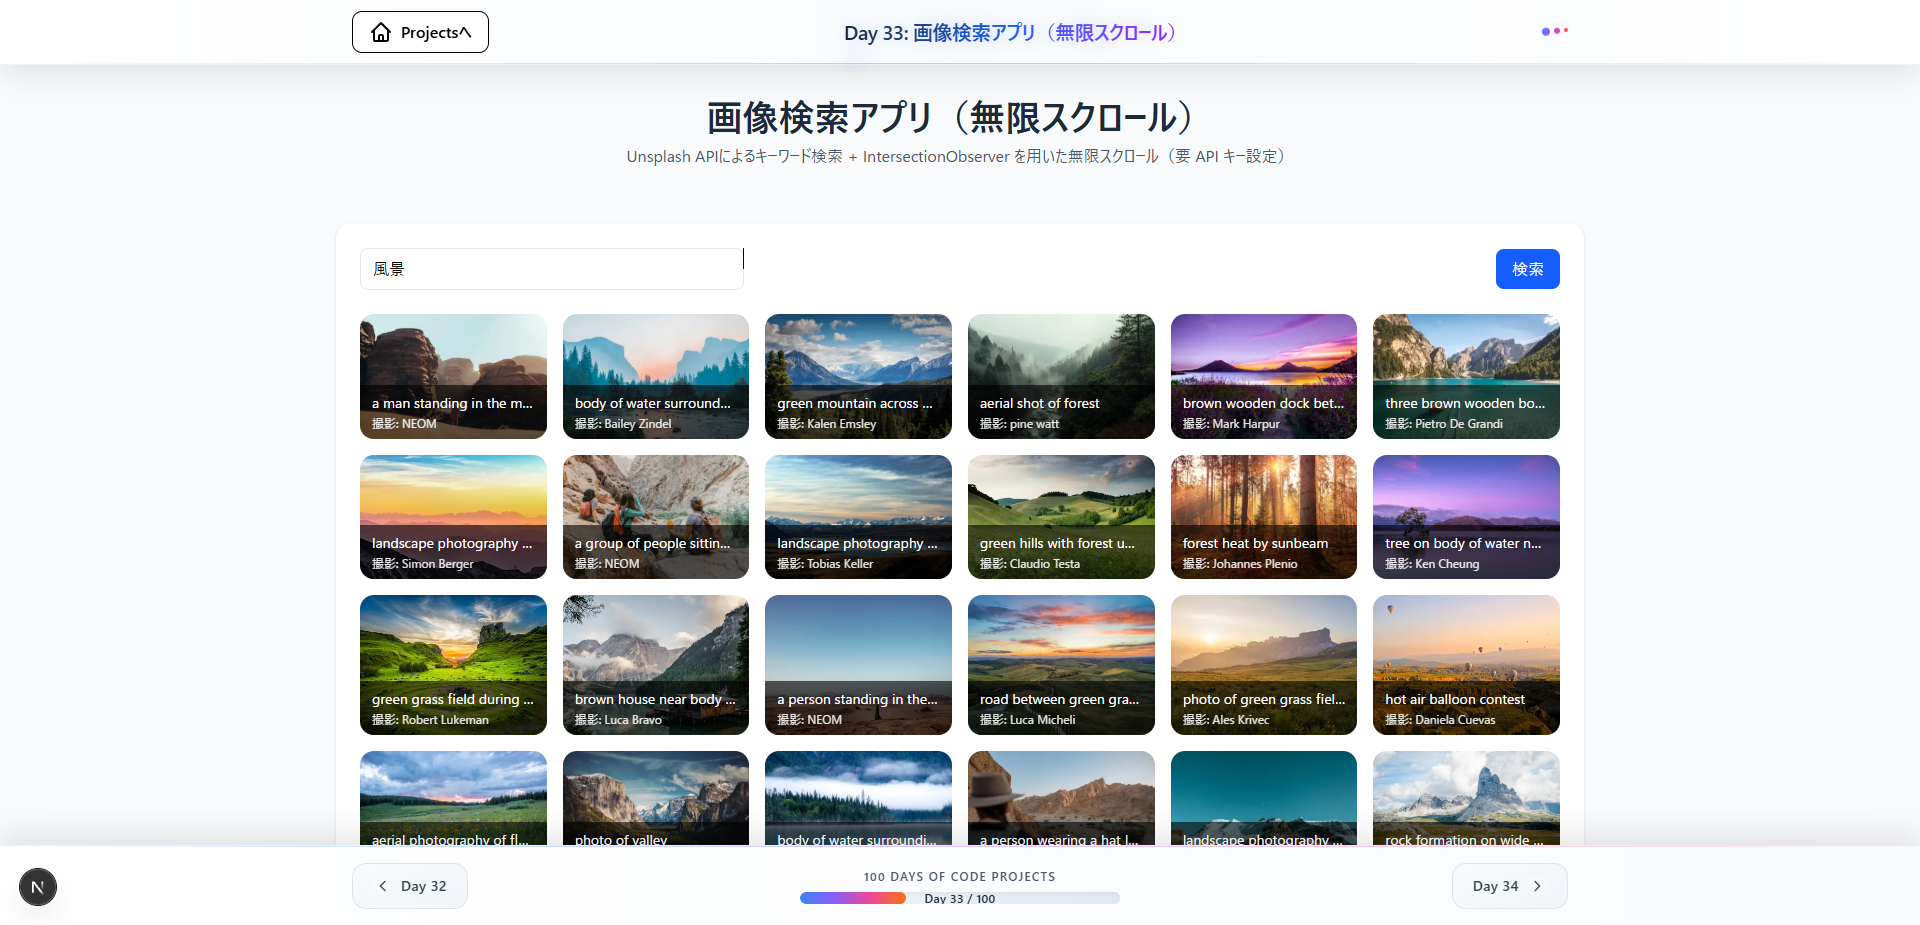 Projectsへ
Day 33: 画像検索アプリ（無限スクロール）
画像検索アプリ（無限スクロール）
Unsplash APIによるキーワード検索 + IntersectionObserver を用いた無限スクロール（要 API キー設定）
風景
検索
a man standing in the m...
撮影: NEOM
body of water surround...
撮影: Bailey Zindel
green mountain across ...
撮影: Kalen Emsley
aerial shot of forest
撮影: pine watt
brown wooden dock bet...
撮影: Mark Harpur
three brown wooden bo...
撮影: Pietro De Grandi
landscape photography ...
撮影: Simon Berger
a group of people sittin...
撮影: NEOM
landscape photography ...
撮影: Tobias Keller
green hills with forest u...
撮影: Claudio Testa
forest heat by sunbeam
撮影: Johannes Plenio
tree on body of water n...
撮影: Ken Cheung
green grass field during ...
撮影: Robert Lukeman
brown house near body ...
撮影: Luca Bravo
a person standing in the...
撮影: NEOM
road between green gra...
撮影: Luca Micheli
photo of green grass fiel...
撮影: Ales Krivec
hot air balloon contest
撮影: Daniela Cuevas
aerial photography of fl...
photo of valley
body of water surroundi...
a person wearing a hat l...
landscape photography ...
rock formation on wide ...
N
Day 32
100 DAYS OF CODE PROJECTS
Day 33 / 100
Day 34